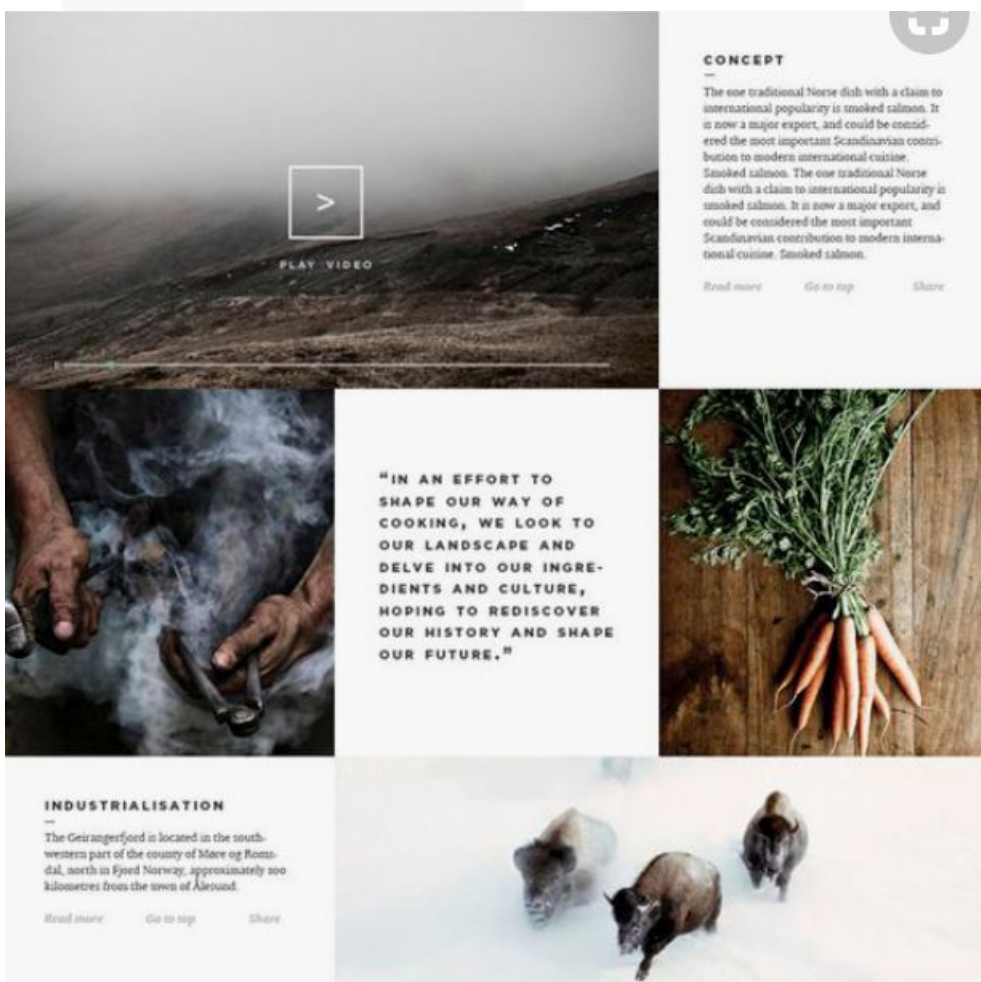 CONCEPT
The one traditional Norse dish with a claim to
international popularity is smoked salmon. It
is now a major export, and could be consid-
ered the most important Scandinavian contri-
bution to modern international cuisine.
Smoked salmon. The one traditional Norse
dish with a claim to international popularity is
smoked salmon. It is now a major export, and
could be considered the most important
Scandinavian contribution to modern interna-
tional cuisine. Smoked salmon.
Read more Go to top Share
>
PLAY VIDEO
“IN AN EFFORT TO
SHAPE OUR WAY OF
COOKING, WE LOOK TO
OUR LANDSCAPE AND
DELVE INTO OUR INGRE-
DIENTS AND CULTURE,
HOPING TO REDISCOVER
OUR HISTORY AND SHAPE
OUR FUTURE.”
INDUSTRIALISATION
The Geirangerfjord is located in the south-
western part of the county of Møre og Roms-
dal, north in Fjord Norway, approximately 100
kilometres from the town of Ålesund.
Read more Go to top Share